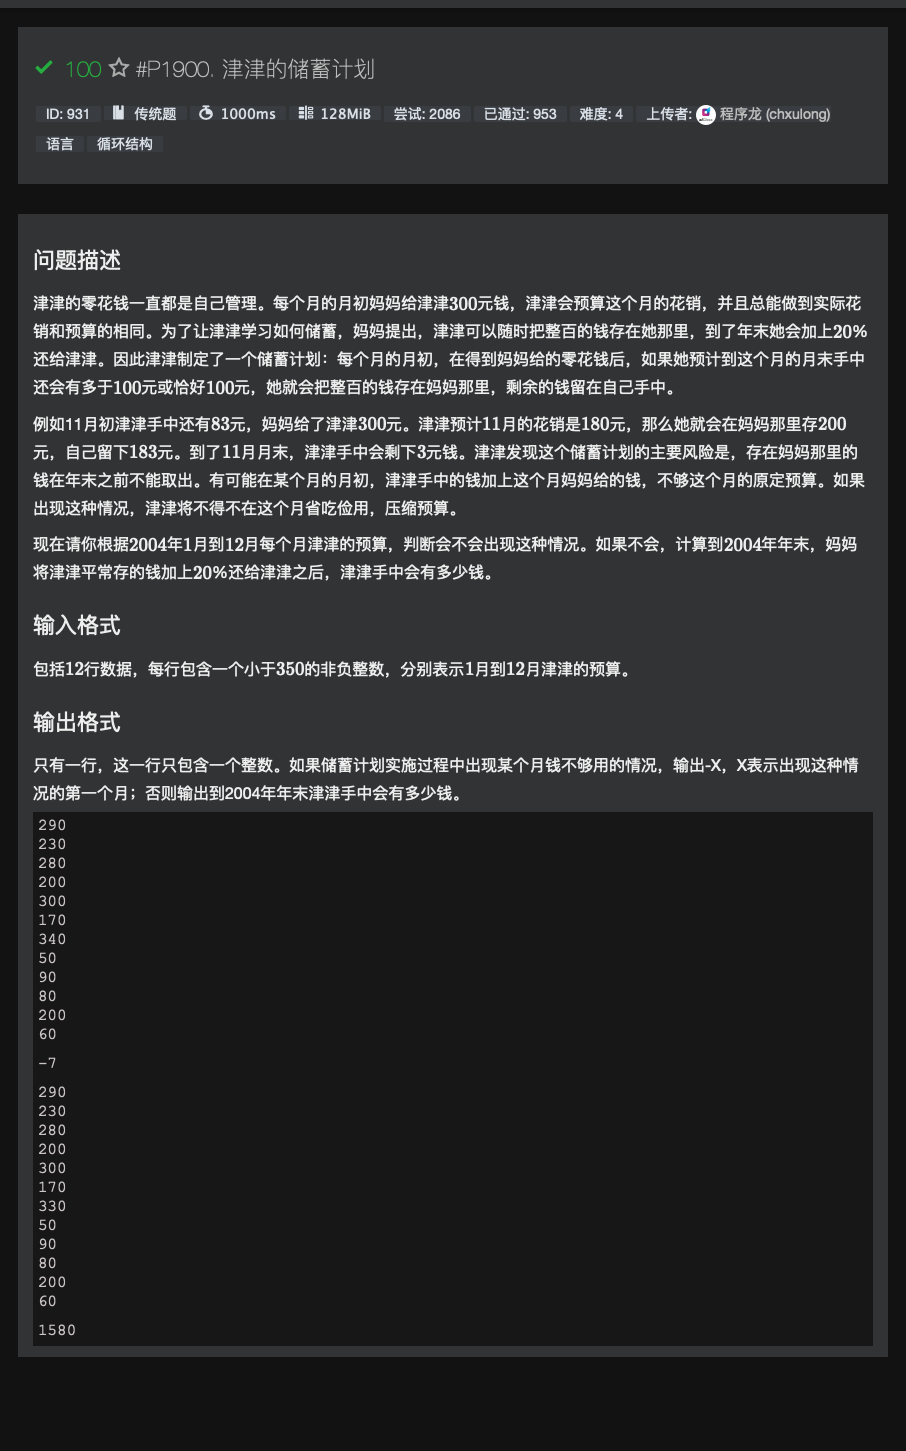 100 #P1900. 津津的储蓄计划
ID: 931 传统题 1000ms 128MiB 尝试: 2086 已通过: 953 难度: 4 上传者: 程序龙 (chxulong)
语言 循环结构
问题描述
津津的零花钱一直都是自己管理。每个月的月初妈妈给津津300元钱，津津会预算这个月的花销，并且总能做到实际花
销和预算的相同。为了让津津学习如何储蓄，妈妈提出，津津可以随时把整百的钱存在她那里，到了年末她会加上20%
还给津津。因此津津制定了一个储蓄计划：每个月的月初，在得到妈妈给的零花钱后，如果她预计到这个月的月末手中
还会有多于100元或恰好100元，她就会把整百的钱存在妈妈那里，剩余的钱留在自己手中。
例如11月初津津手中还有83元，妈妈给了津津300元。津津预计11月的花销是180元，那么她就会在妈妈那里存200
元，自己留下183元。到了11月月末，津津手中会剩下3元钱。津津发现这个储蓄计划的主要风险是，存在妈妈那里的
钱在年末之前不能取出。有可能在某个月的月初，津津手中的钱加上这个月妈妈给的钱，不够这个月的原定预算。如果
出现这种情况，津津将不得不在这个月省吃俭用，压缩预算。
现在请你根据2004年1月到12月每个月津津的预算，判断会不会出现这种情况。如果不会，计算到2004年年末，妈妈
将津津平常存的钱加上20%还给津津之后，津津手中会有多少钱。
输入格式
包括12行数据，每行包含一个小于350的非负整数，分别表示1月到12月津津的预算。
输出格式
只有一行，这一行只包含一个整数。如果储蓄计划实施过程中出现某个月钱不够用的情况，输出-X，X表示出现这种情
况的第一个月；否则输出到2004年年末津津手中会有多少钱。
290
230
280
200
300
170
340
50
90
80
200
60
-7
290
230
280
200
300
170
330
50
90
80
200
60
1580